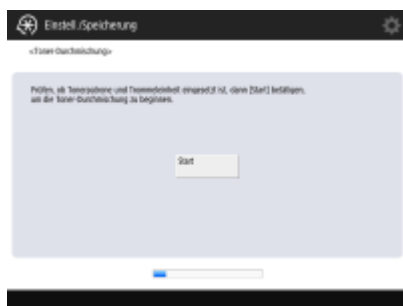 Einstell./Speicherung
<Toner-Durchmischung>
Prüfen, ob Tonerpatrone und Trommeleinheit eingesetzt ist, dann [Start] betätigen,
um die Toner-Durchmischung zu beginnen.
Start